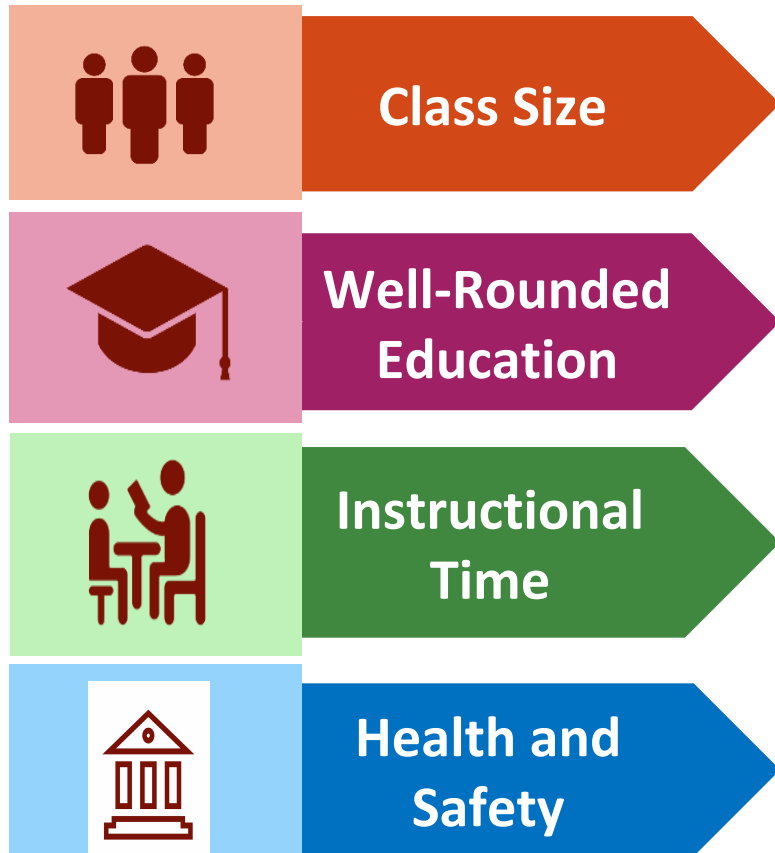 Class Size
Well-Rounded
Education
Instructional
Time
Health and
Safety